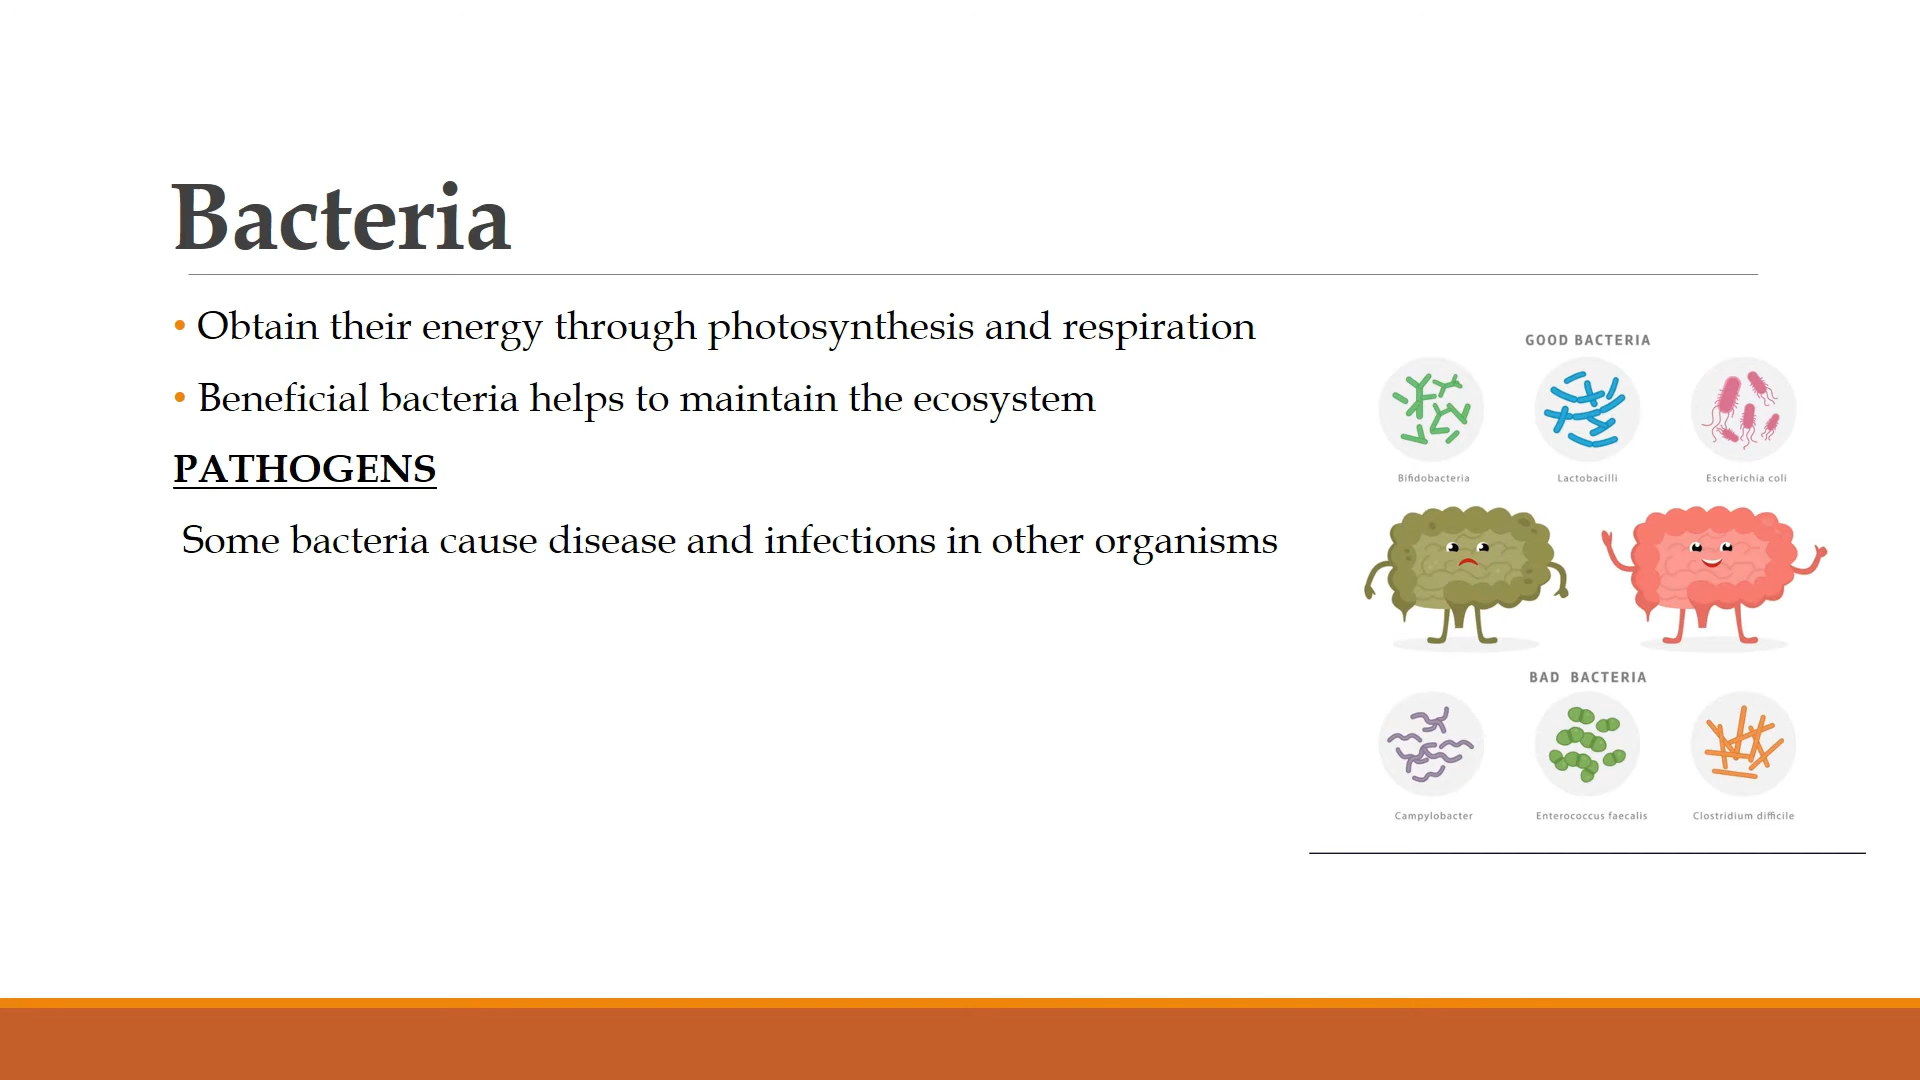 Bacteria
• Obtain their energy through photosynthesis and respiration
• Beneficial bacteria helps to maintain the ecosystem
PATHOGENS
Some bacteria cause disease and infections in other organisms
GOOD BACTERIA
Bifidobacteria
Lactobacilli
Escherichia coli
BAD BACTERIA
Campylobacter
Enterococcus faecalis
Clostridium difficile